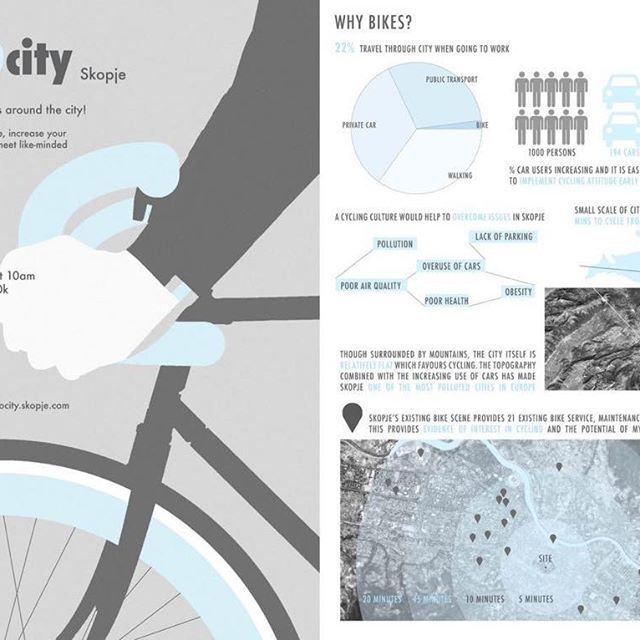 city Skopje
s around the city!
, increase your
meet like-minded
t 10am
0k
ocity.skopje.com
WHY BIKES?
22% TRAVEL THROUGH CITY WHEN GOING TO WORK
PUBLIC TRANSPORT
PRIVATE CAR
BIKE
WALKING
1000 PERSONS
194 CARS
% CAR USERS INCREASING AND IT IS EAS
TO IMPLEMENT CYCLING ATTITUDE EARLY
A CYCLING CULTURE WOULD HELP TO OVERCOME ISSUES IN SKOPJE
POLLUTION
LACK OF PARKING
OVERUSE OF CARS
POOR AIR QUALITY
POOR HEALTH
OBESITY
SMALL SCALE OF CIT
MINS TO CYCLE FRO
THOUGH SURROUNDED BY MOUNTAINS, THE CITY ITSELF IS
RELATIVELY FLAT WHICH FAVOURS CYCLING. THE TOPOGRAPHY
COMBINED WITH THE INCREASING USE OF CARS HAS MADE
SKOPJE ONE OF THE MOST POLLUTED CITIES IN EUROPE
SKOPJE'S EXISTING BIKE SCENE PROVIDES 21 EXISTING BIKE SERVICE, MAINTENANC
THIS PROVIDES EVIDENCE OF INTEREST IN CYCLING AND THE POTENTIAL OF MY
SITE
20 MINUTES 15 MINUTES 10 MINUTES 5 MINUTES